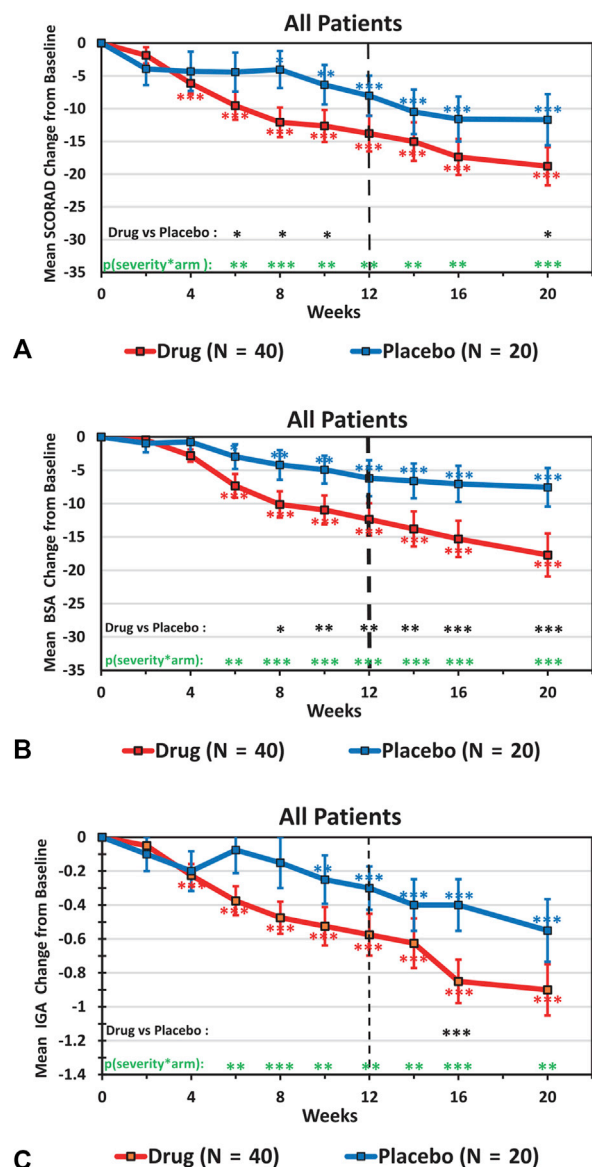 All Patients
Mean SCORAD Change from Baseline
0
-5
-10
-15
-20
-25
-30
-35
* ** *** *** *** ***
*** *** *** *** *** *** *** ***
Drug vs Placebo : * * * *
p(severity*arm ): ** *** ** ** ** ** ***
0 4 6 8 10 12 14 16 20
Weeks
A
Drug (N = 40) Placebo (N = 20)
All Patients
Mean BSA Change from Baseline
0
-5
-10
-15
-20
-25
-30
-35
* ** ** *** *** *** ***
*** *** *** *** *** *** ***
Drug vs Placebo : * ** ** ** *** ***
p(severity*arm): ** *** *** *** *** *** ***
0 4 8 12 16 20
Weeks
B
Drug (N = 40) Placebo (N = 20)
All Patients
Mean IGA Change from Baseline
0
-0.2
-0.4
-0.6
-0.8
-1
-1.2
-1.4
** *** *** *** ***
*** *** *** *** *** *** *** ***
Drug vs Placebo : ***
p(severity*arm): ** *** ** ** ** *** **
0 4 8 12 16 20
Weeks
C
Drug (N = 40) Placebo (N = 20)